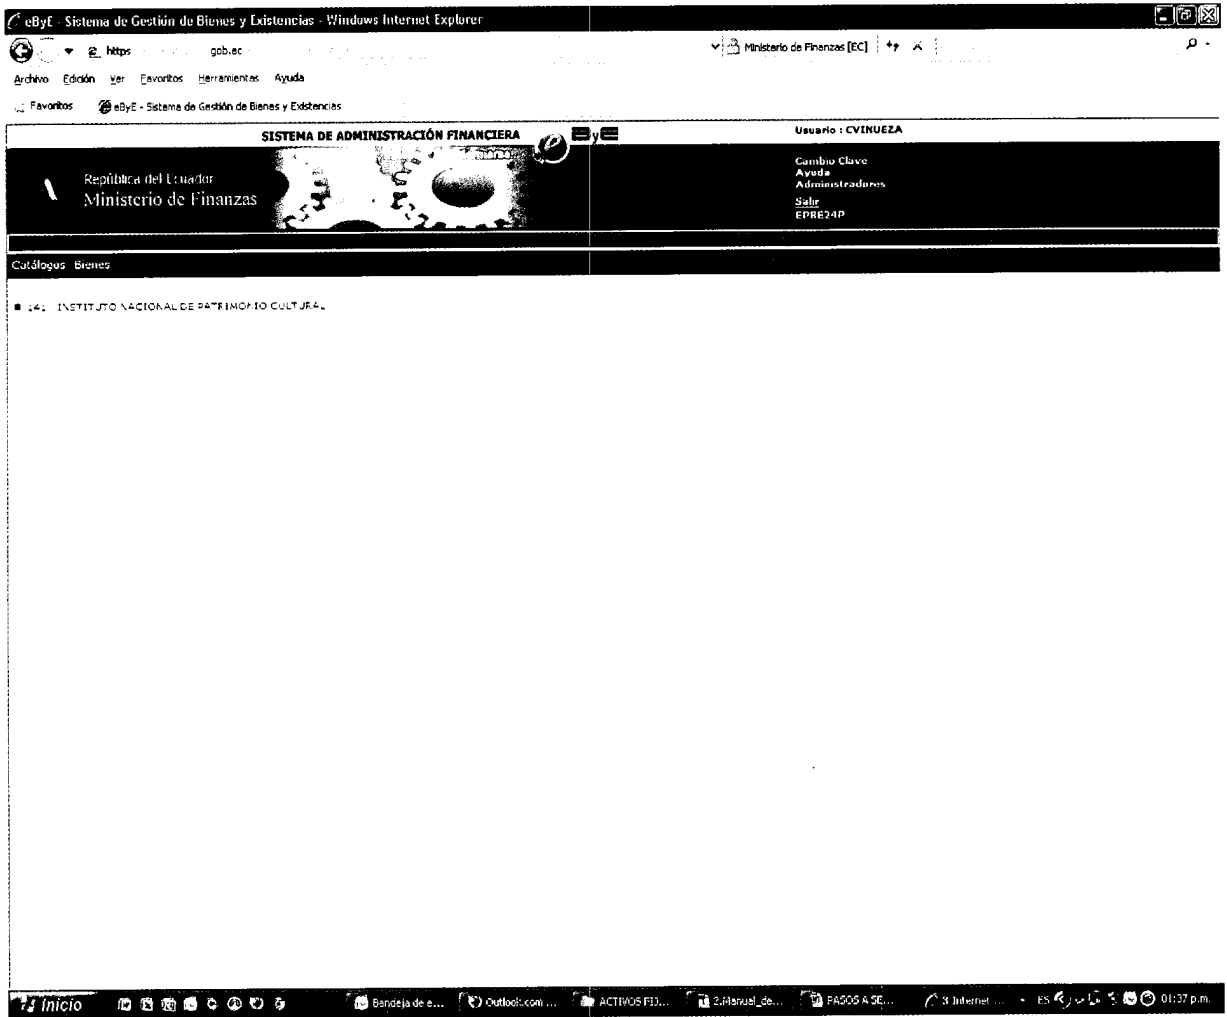 eByE - Sistema de Gestión de Bienes y Existencias - Windows Internet Explorer
https gob.ec Ministerio de Finanzas [EC]
Archivo Edición Ver Favoritos Herramientas Ayuda
Favoritos eByE - Sistema de Gestión de Bienes y Existencias
SISTEMA DE ADMINISTRACIÓN FINANCIERA
EByE
Usuario : CVINUEZA
República del Ecuador
Ministerio de Finanzas
Cambio Clave
Ayuda
Administradores
Salir
EPRE24P
Catálogos Bienes
141 INSTITUTO NACIONAL DE PATRIMONIO CULTURAL
Inicio Bandeja de e... Outlook.com ... ACTIVOS FIJ... 2.Manual_de... PASOS A SE... 3 Internet ... ES 01:37 p.m.